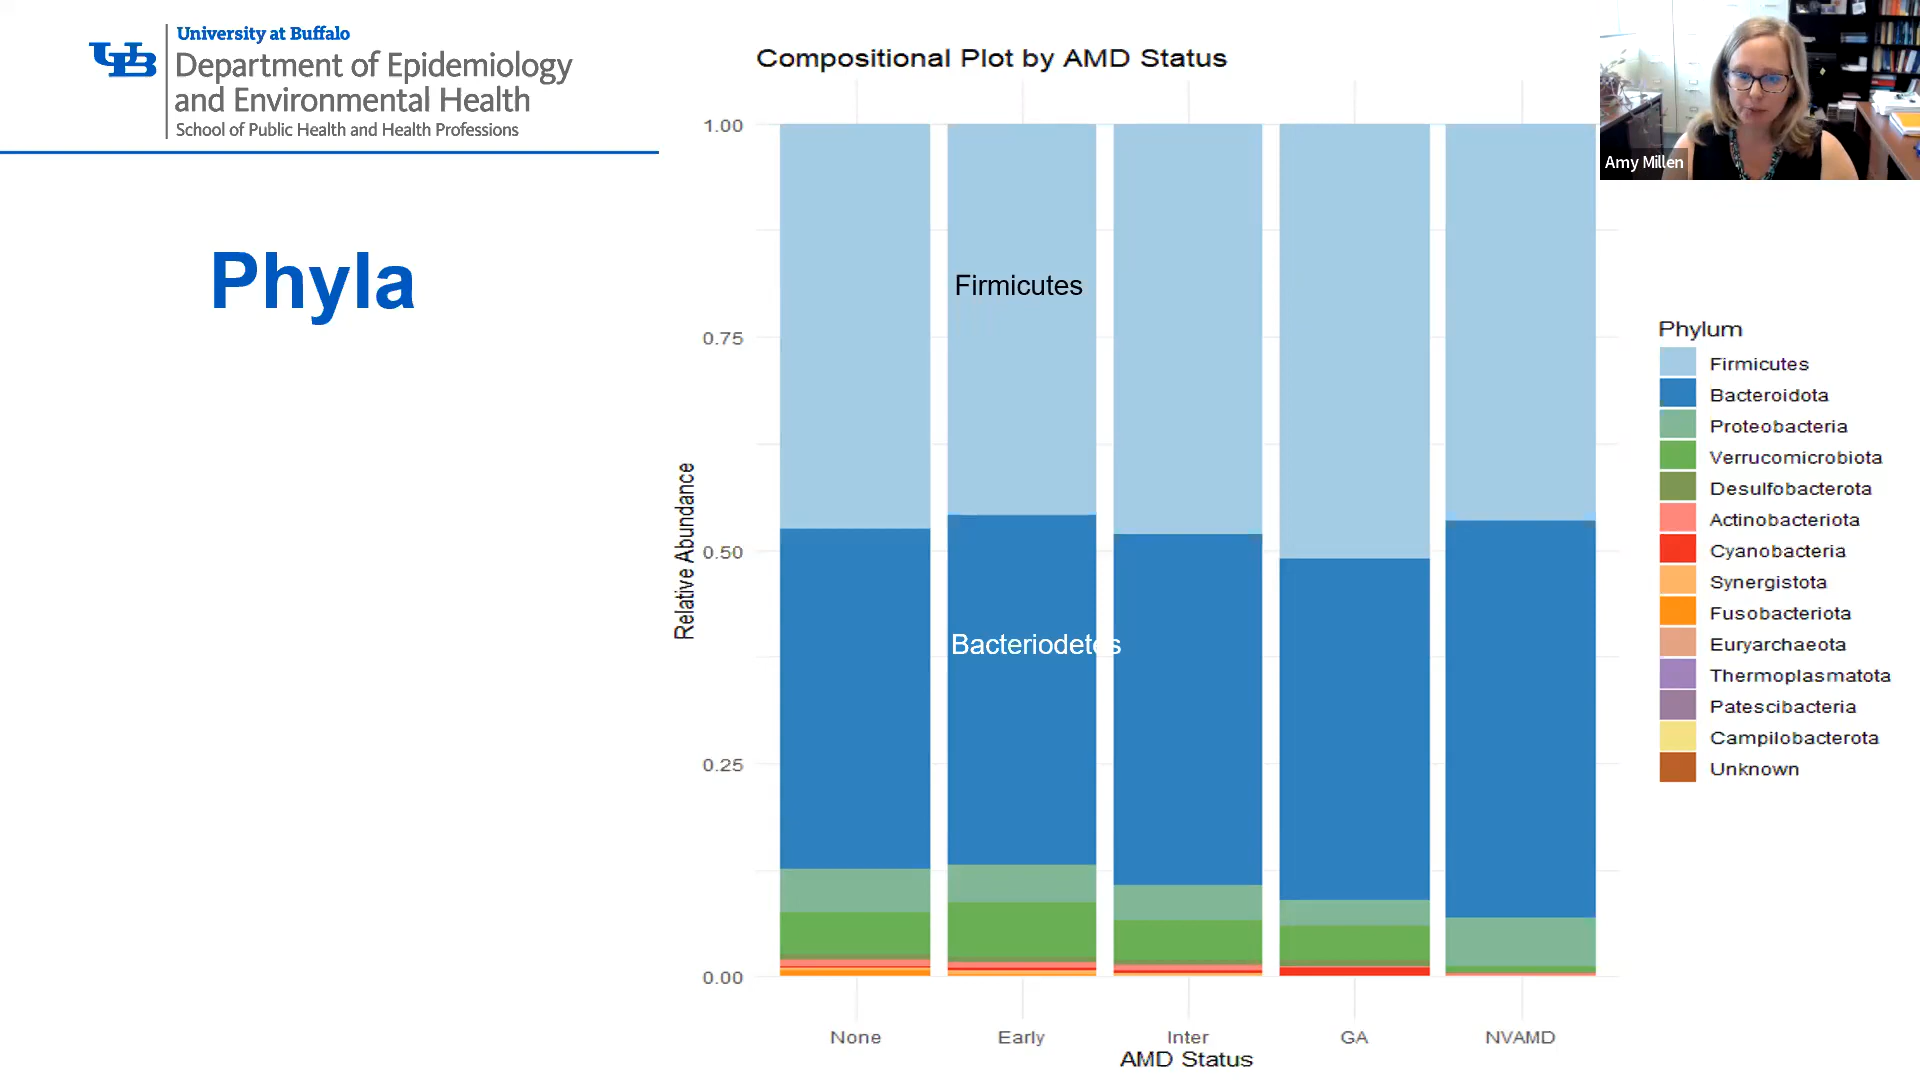 UB
University at Buffalo
Department of Epidemiology
and Environmental Health
School of Public Health and Health Professions
Phyla
Compositional Plot by AMD Status
Amy Millen
1.00
0.75
0.50
0.25
0.00
Relative Abundance
Firmicutes
Bacteriodetes
None
Early
Inter
GA
NVAMD
AMD Status
Phylum
Firmicutes
Bacteroidota
Proteobacteria
Verrucomicrobiota
Desulfobacterota
Actinobacteriota
Cyanobacteria
Synergistota
Fusobacteriota
Euryarchaeota
Thermoplasmatota
Patescibacteria
Campilobacterota
Unknown